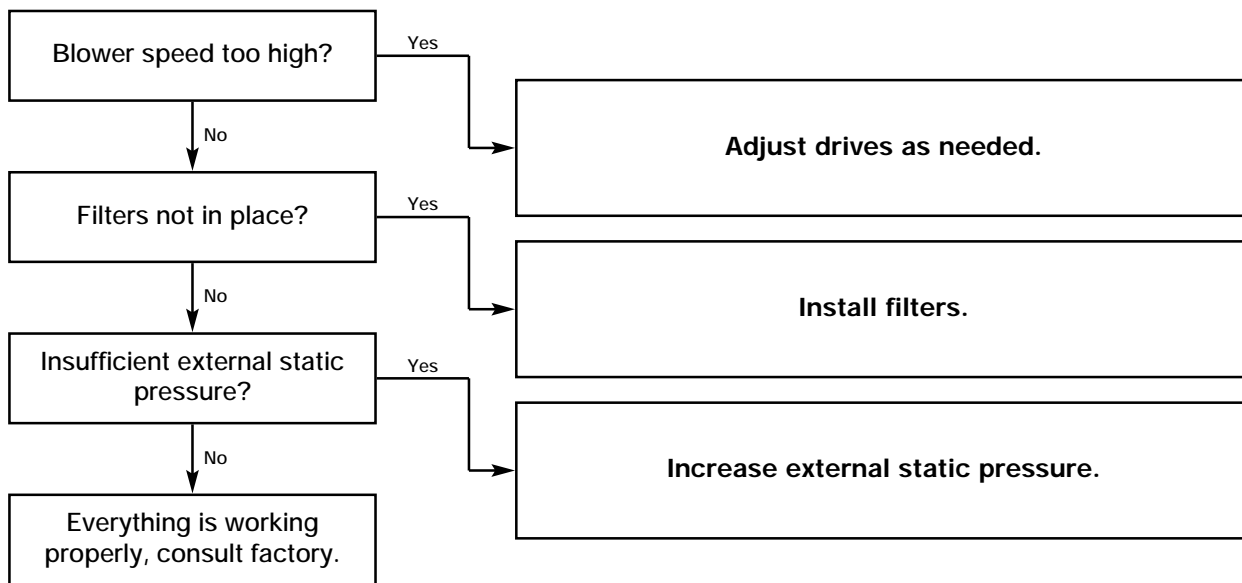 Blower speed too high?
Yes
Adjust drives as needed.
No
Filters not in place?
Yes
Install filters.
No
Insufficient external static
pressure?
Yes
Increase external static pressure.
No
Everything is working
properly, consult factory.